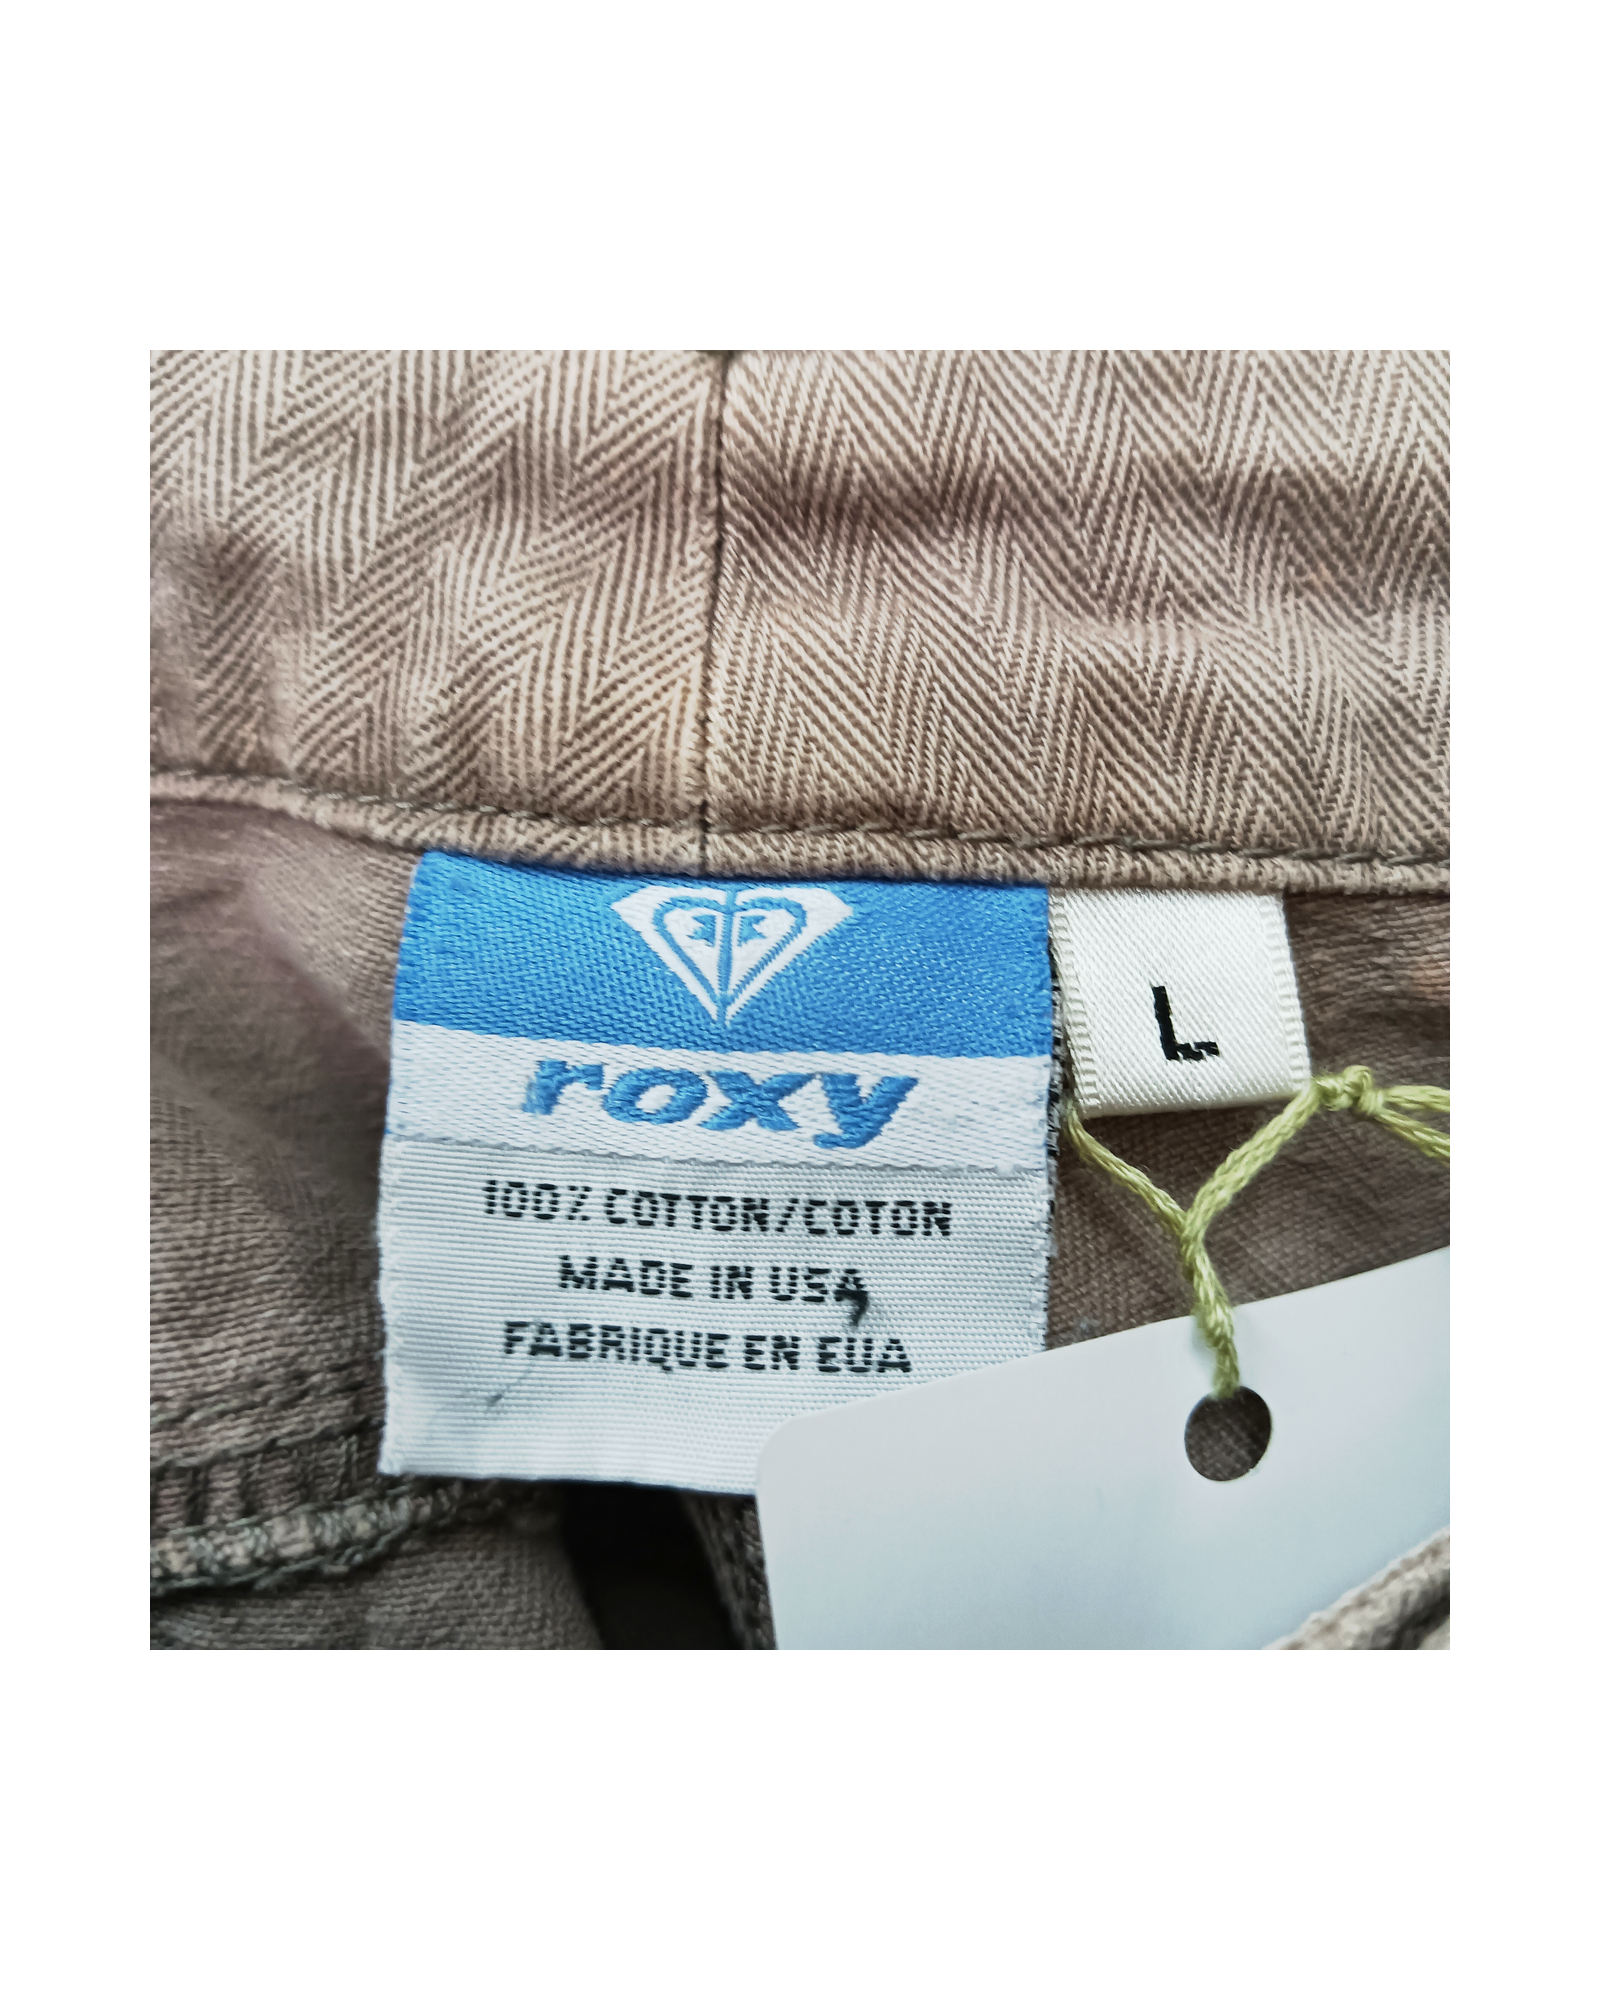 roxy
L
100% COTTON/COTON
MADE IN USA
FABRIQUE EN EUA